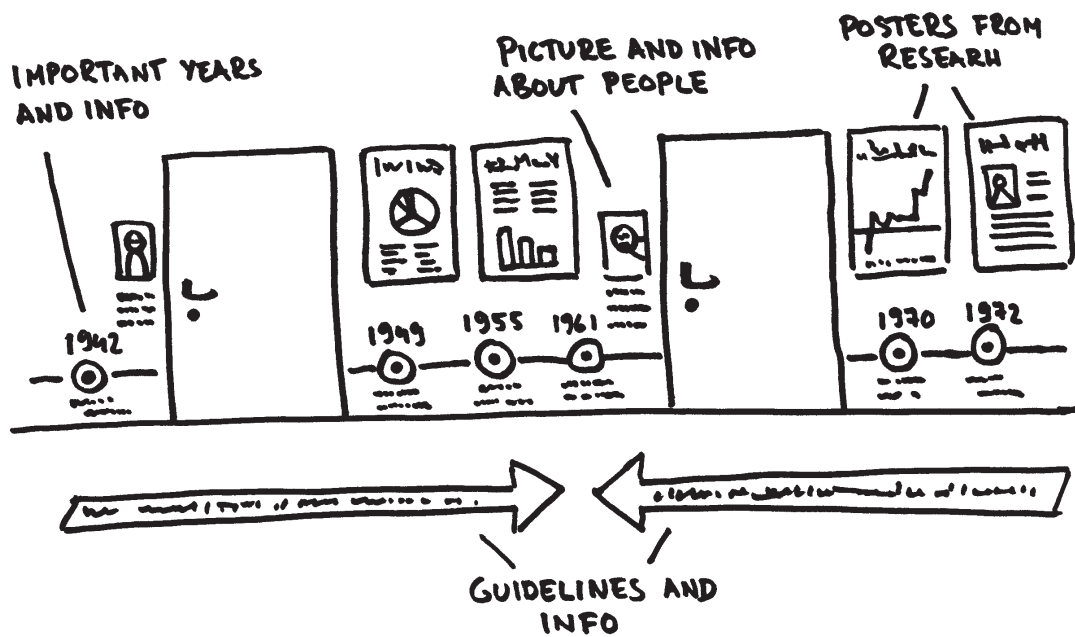 IMPORTANT YEARS
AND INFO
PICTURE AND INFO
ABOUT PEOPLE
POSTERS FROM
RESEARH
1942
1949
1955
1961
1970
1972
GUIDELINES AND
INFO